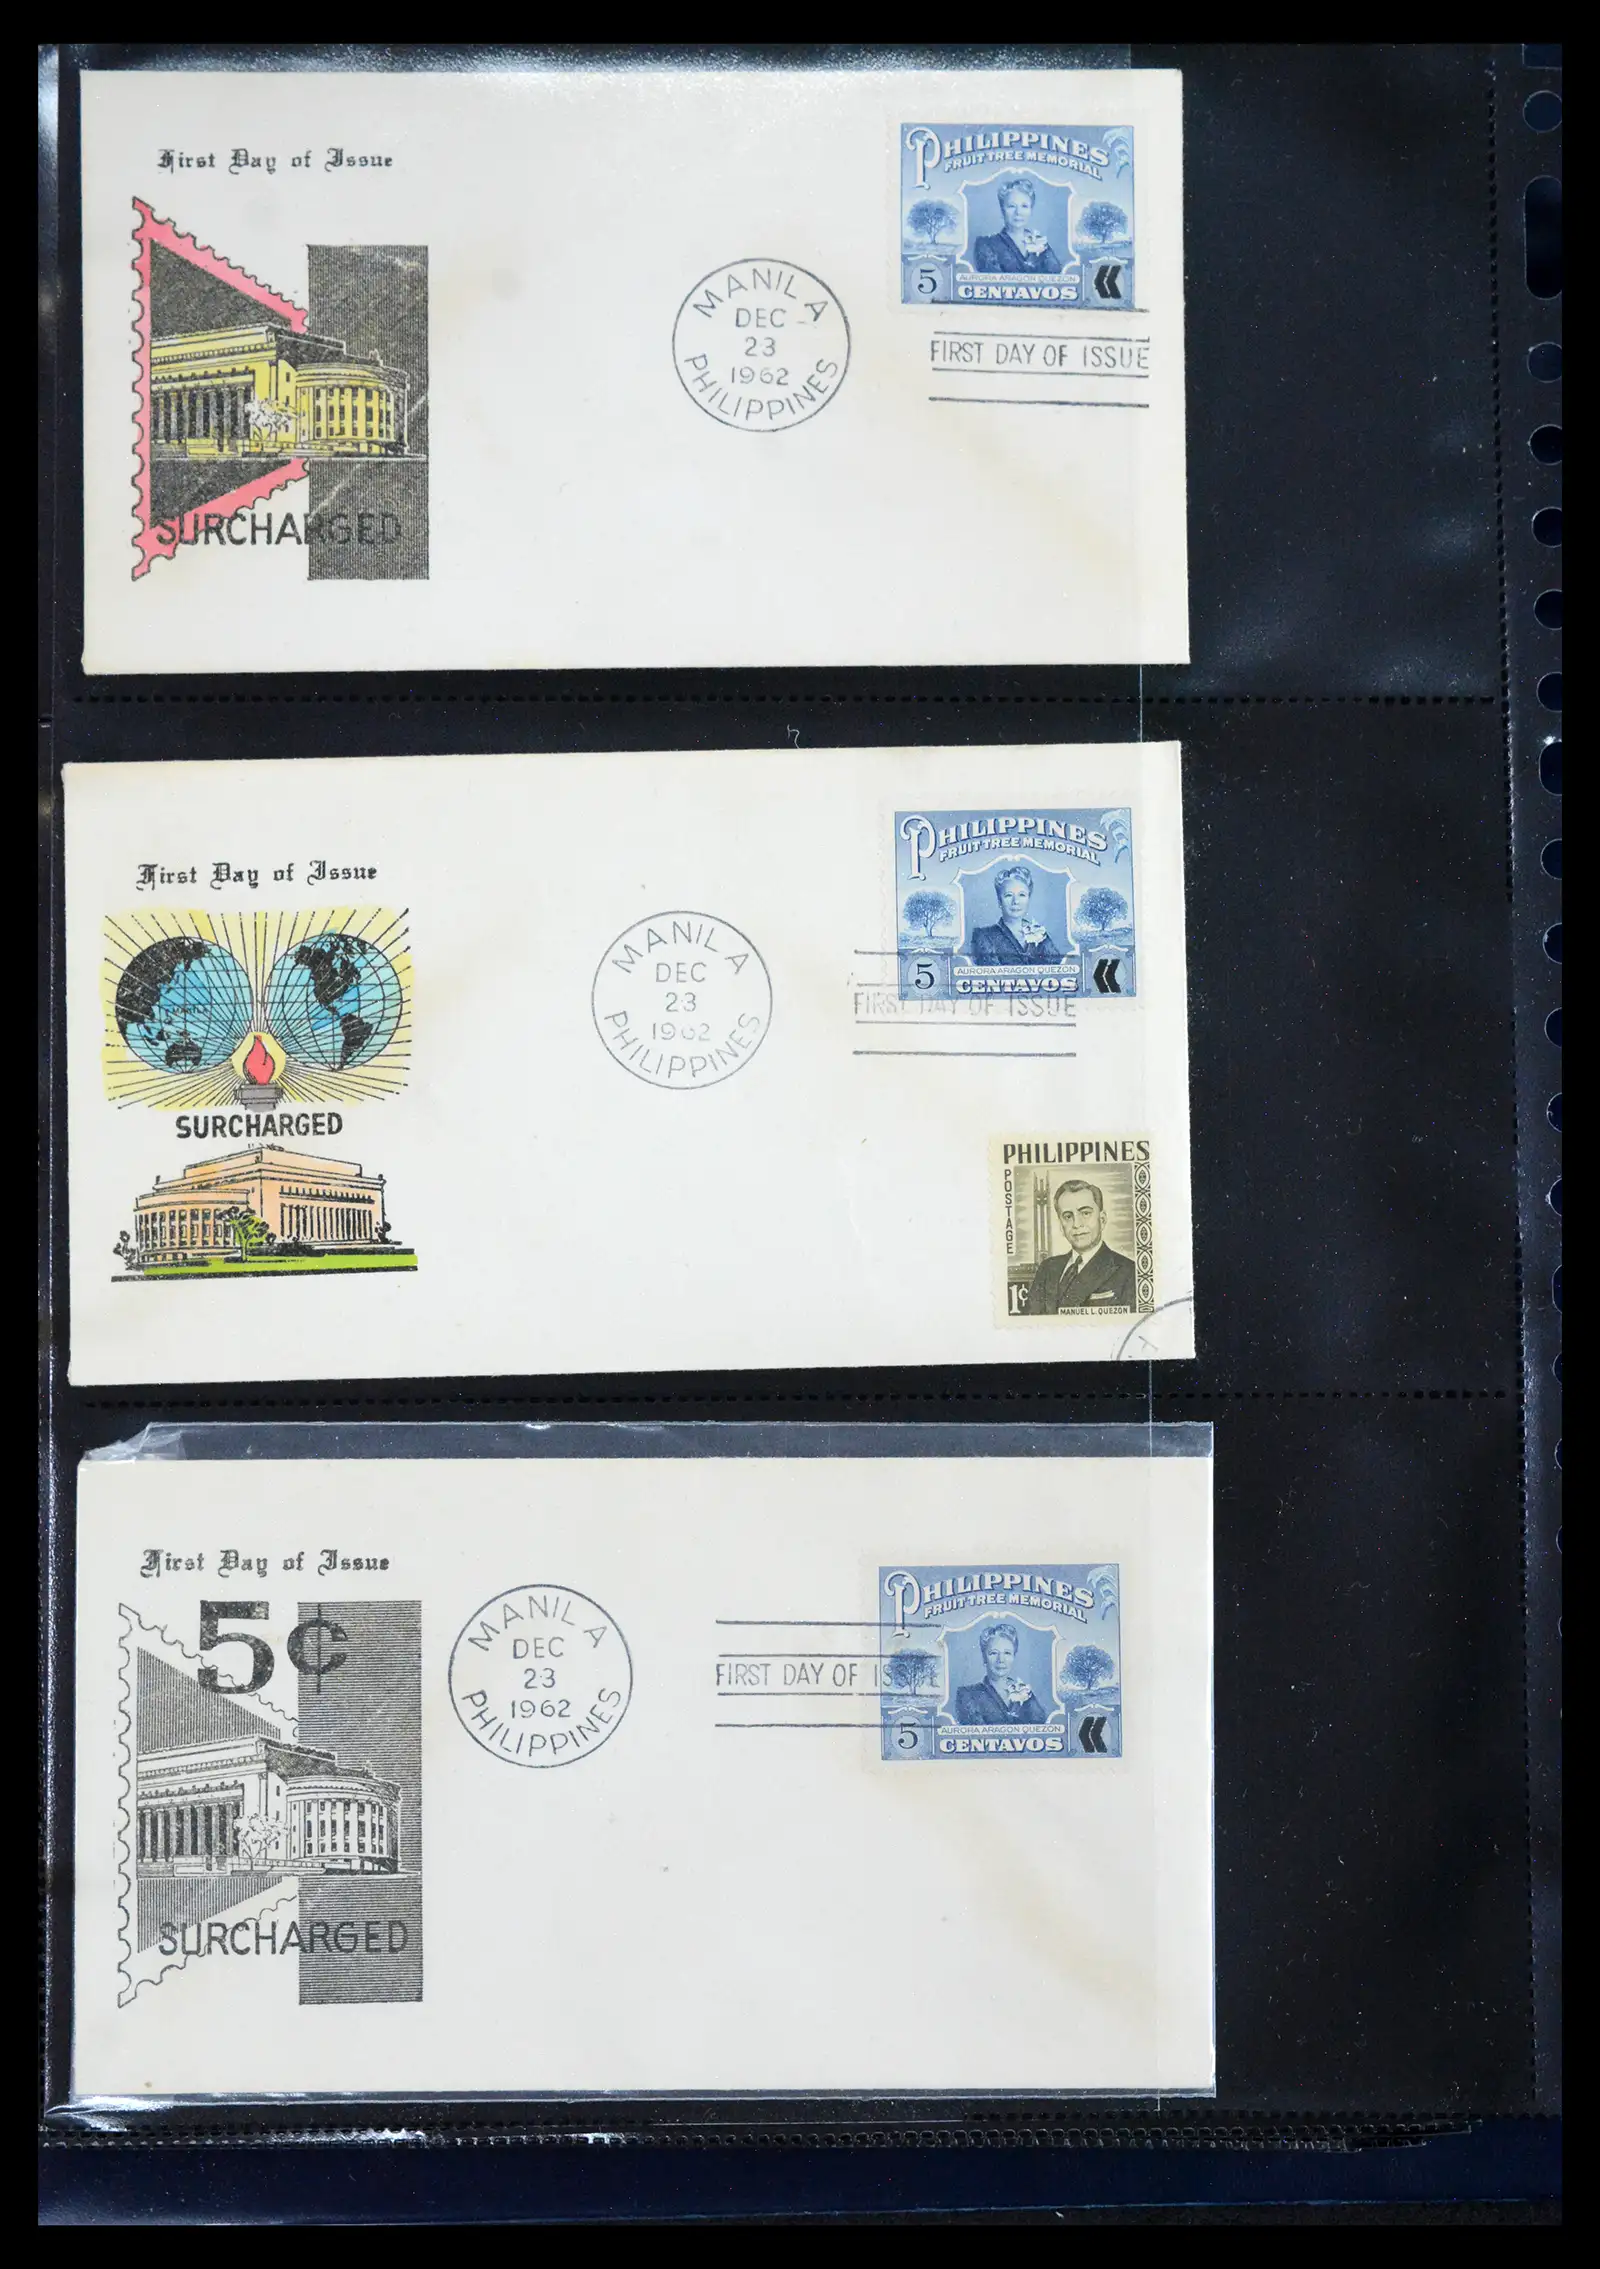 First Day of Issue
SURCHARGED
MANILA
DEC
23
1962
PHILIPPINES
PHILIPPINES
FRUIT TREE MEMORIAL
AURORA ARAGON QUEZON
5
CENTAVOS
FIRST DAY OF ISSUE
First Day of Issue
MANILA
SURCHARGED
MANILA
DEC
23
1962
PHILIPPINES
PHILIPPINES
FRUIT TREE MEMORIAL
AURORA ARAGON QUEZON
5
CENTAVOS
FIRST DAY OF ISSUE
PHILIPPINES
POSTAGE
1¢
MANUEL L. QUEZON
First Day of Issue
5¢
SURCHARGED
MANILA
DEC
23
1962
PHILIPPINES
FIRST DAY OF ISSUE
PHILIPPINES
FRUIT TREE MEMORIAL
AURORA ARAGON QUEZON
5
CENTAVOS